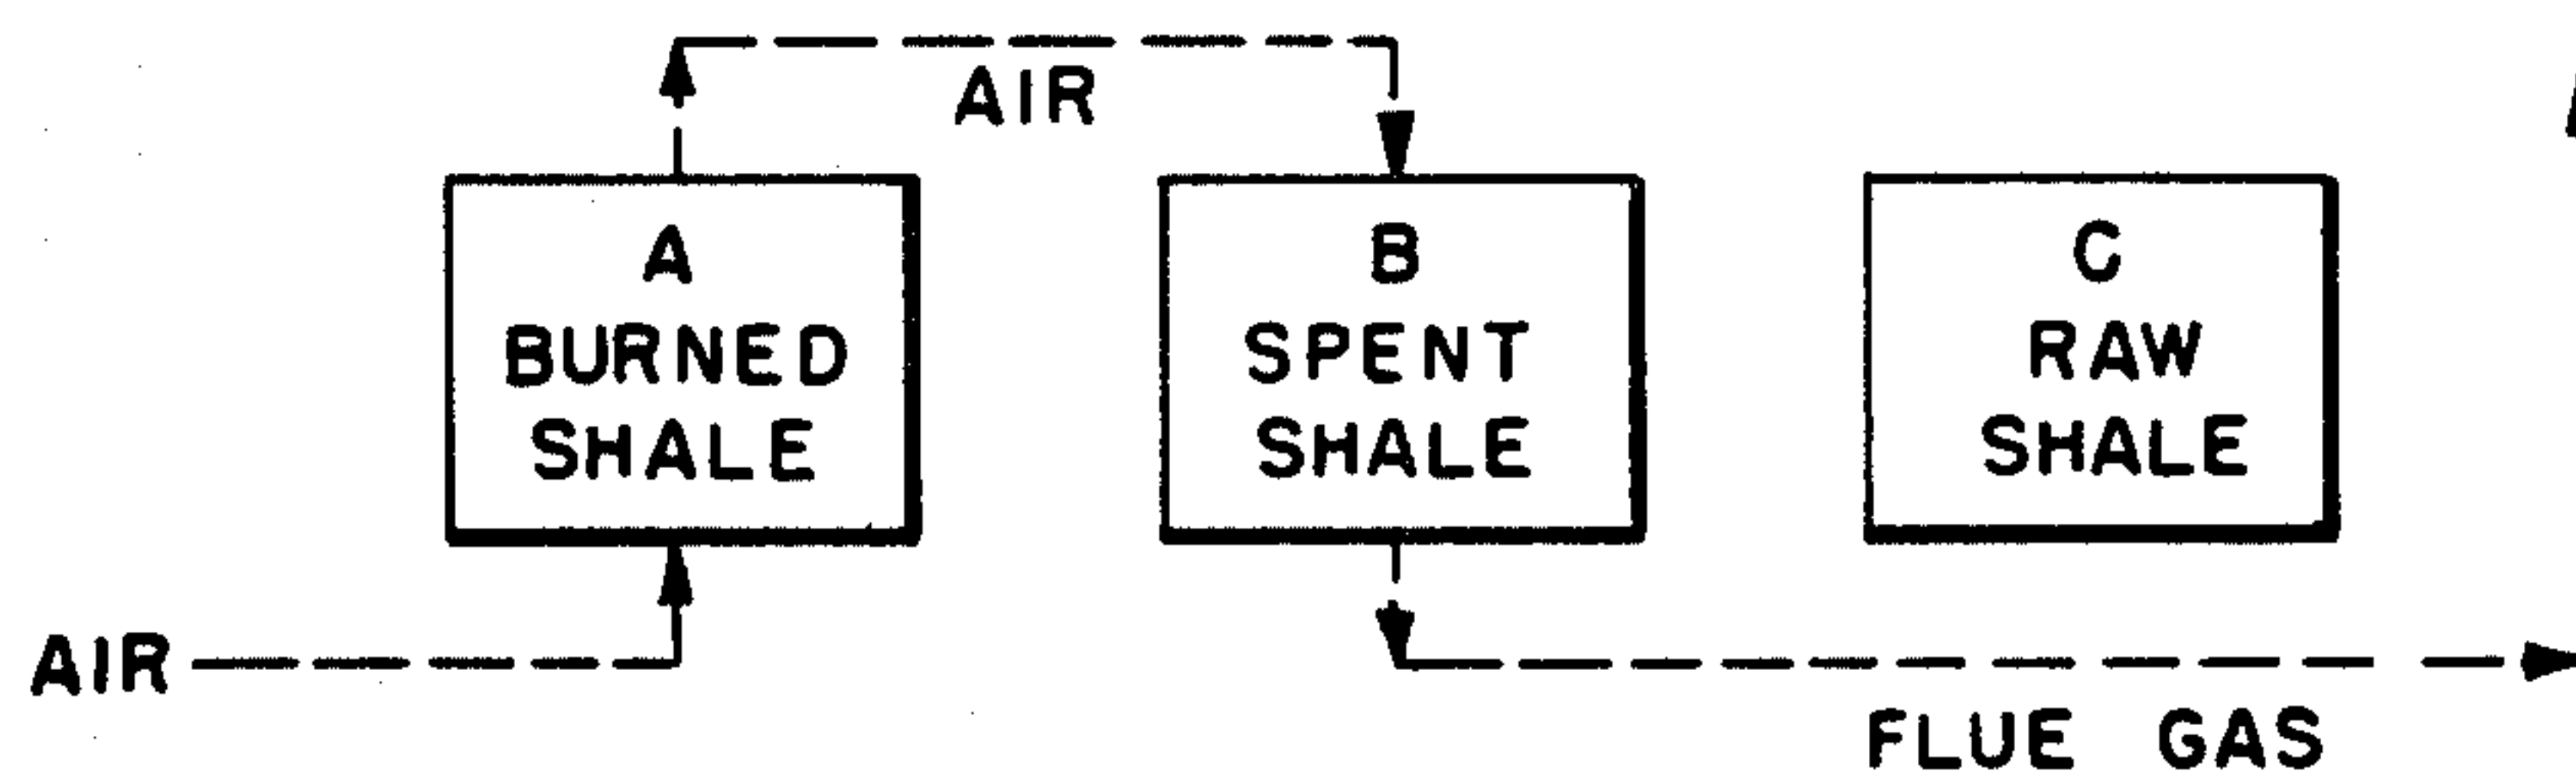 AIR
A
BURNED
SHALE
B
SPENT
SHALE
C
RAW
SHALE
AIR
FLUE GAS